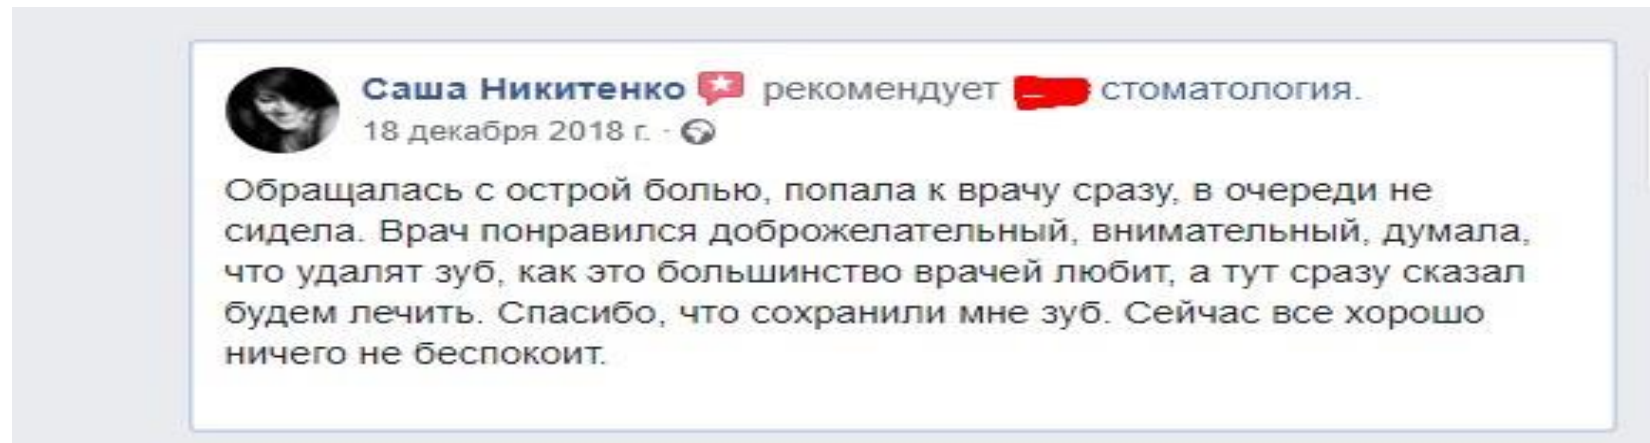 Саша Никитенко рекомендует стоматология.
18 декабря 2018 г. ·
Обращалась с острой болью, попала к врачу сразу, в очереди не
сидела. Врач понравился доброжелательный, внимательный, думала,
что удалят зуб, как это большинство врачей любит, а тут сразу сказал
будем лечить. Спасибо, что сохранили мне зуб. Сейчас все хорошо
ничего не беспокоит.